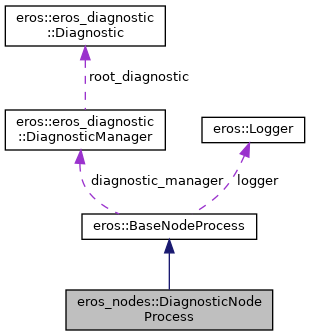 eros::eros_diagnostic
::Diagnostic
root_diagnostic
eros::eros_diagnostic
::DiagnosticManager
eros::Logger
diagnostic_manager
logger
eros::BaseNodeProcess
eros_nodes::DiagnosticNode
Process